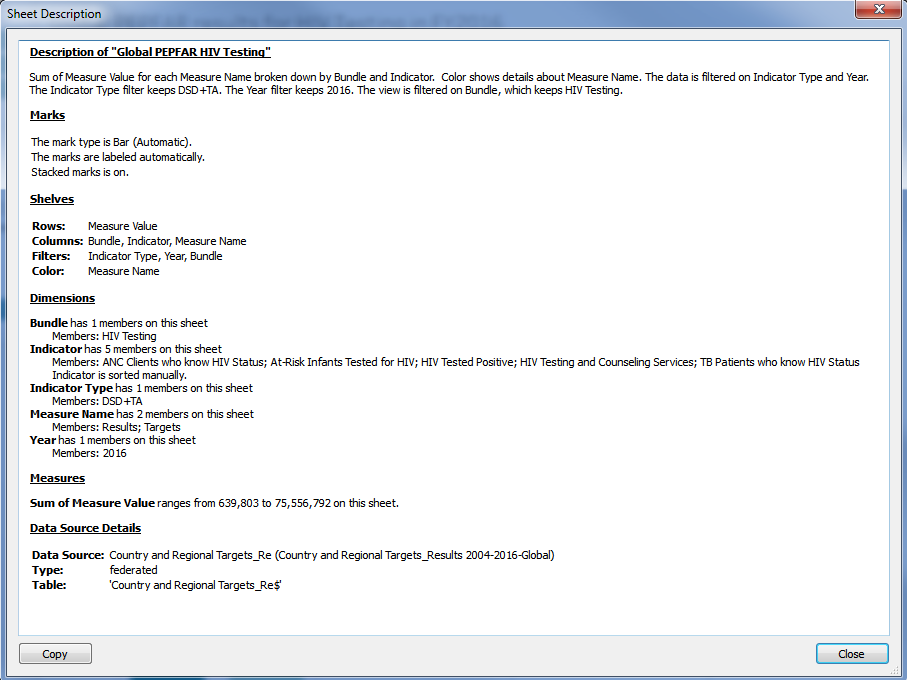 Sheet Description
Description of "Global PEPFAR HIV Testing"
Sum of Measure Value for each Measure Name broken down by Bundle and Indicator.  Color shows details about Measure Name. The data is filtered on Indicator Type and Year.
The Indicator Type filter keeps DSD+TA. The Year filter keeps 2016. The view is filtered on Bundle, which keeps HIV Testing.
Marks
The mark type is Bar (Automatic).
The marks are labeled automatically.
Stacked marks is on.
Shelves
Rows: Measure Value
Columns: Bundle, Indicator, Measure Name
Filters: Indicator Type, Year, Bundle
Color: Measure Name
Dimensions
Bundle has 1 members on this sheet
Members: HIV Testing
Indicator has 5 members on this sheet
Members: ANC Clients who know HIV Status; At-Risk Infants Tested for HIV; HIV Tested Positive; HIV Testing and Counseling Services; TB Patients who know HIV Status
Indicator is sorted manually.
Indicator Type has 1 members on this sheet
Members: DSD+TA
Measure Name has 2 members on this sheet
Members: Results; Targets
Year has 1 members on this sheet
Members: 2016
Measures
Sum of Measure Value ranges from 639,803 to 75,556,792 on this sheet.
Data Source Details
Data Source: Country and Regional Targets_Re (Country and Regional Targets_Results 2004-2016-Global)
Type: federated
Table: 'Country and Regional Targets_Re$'
Copy
Close